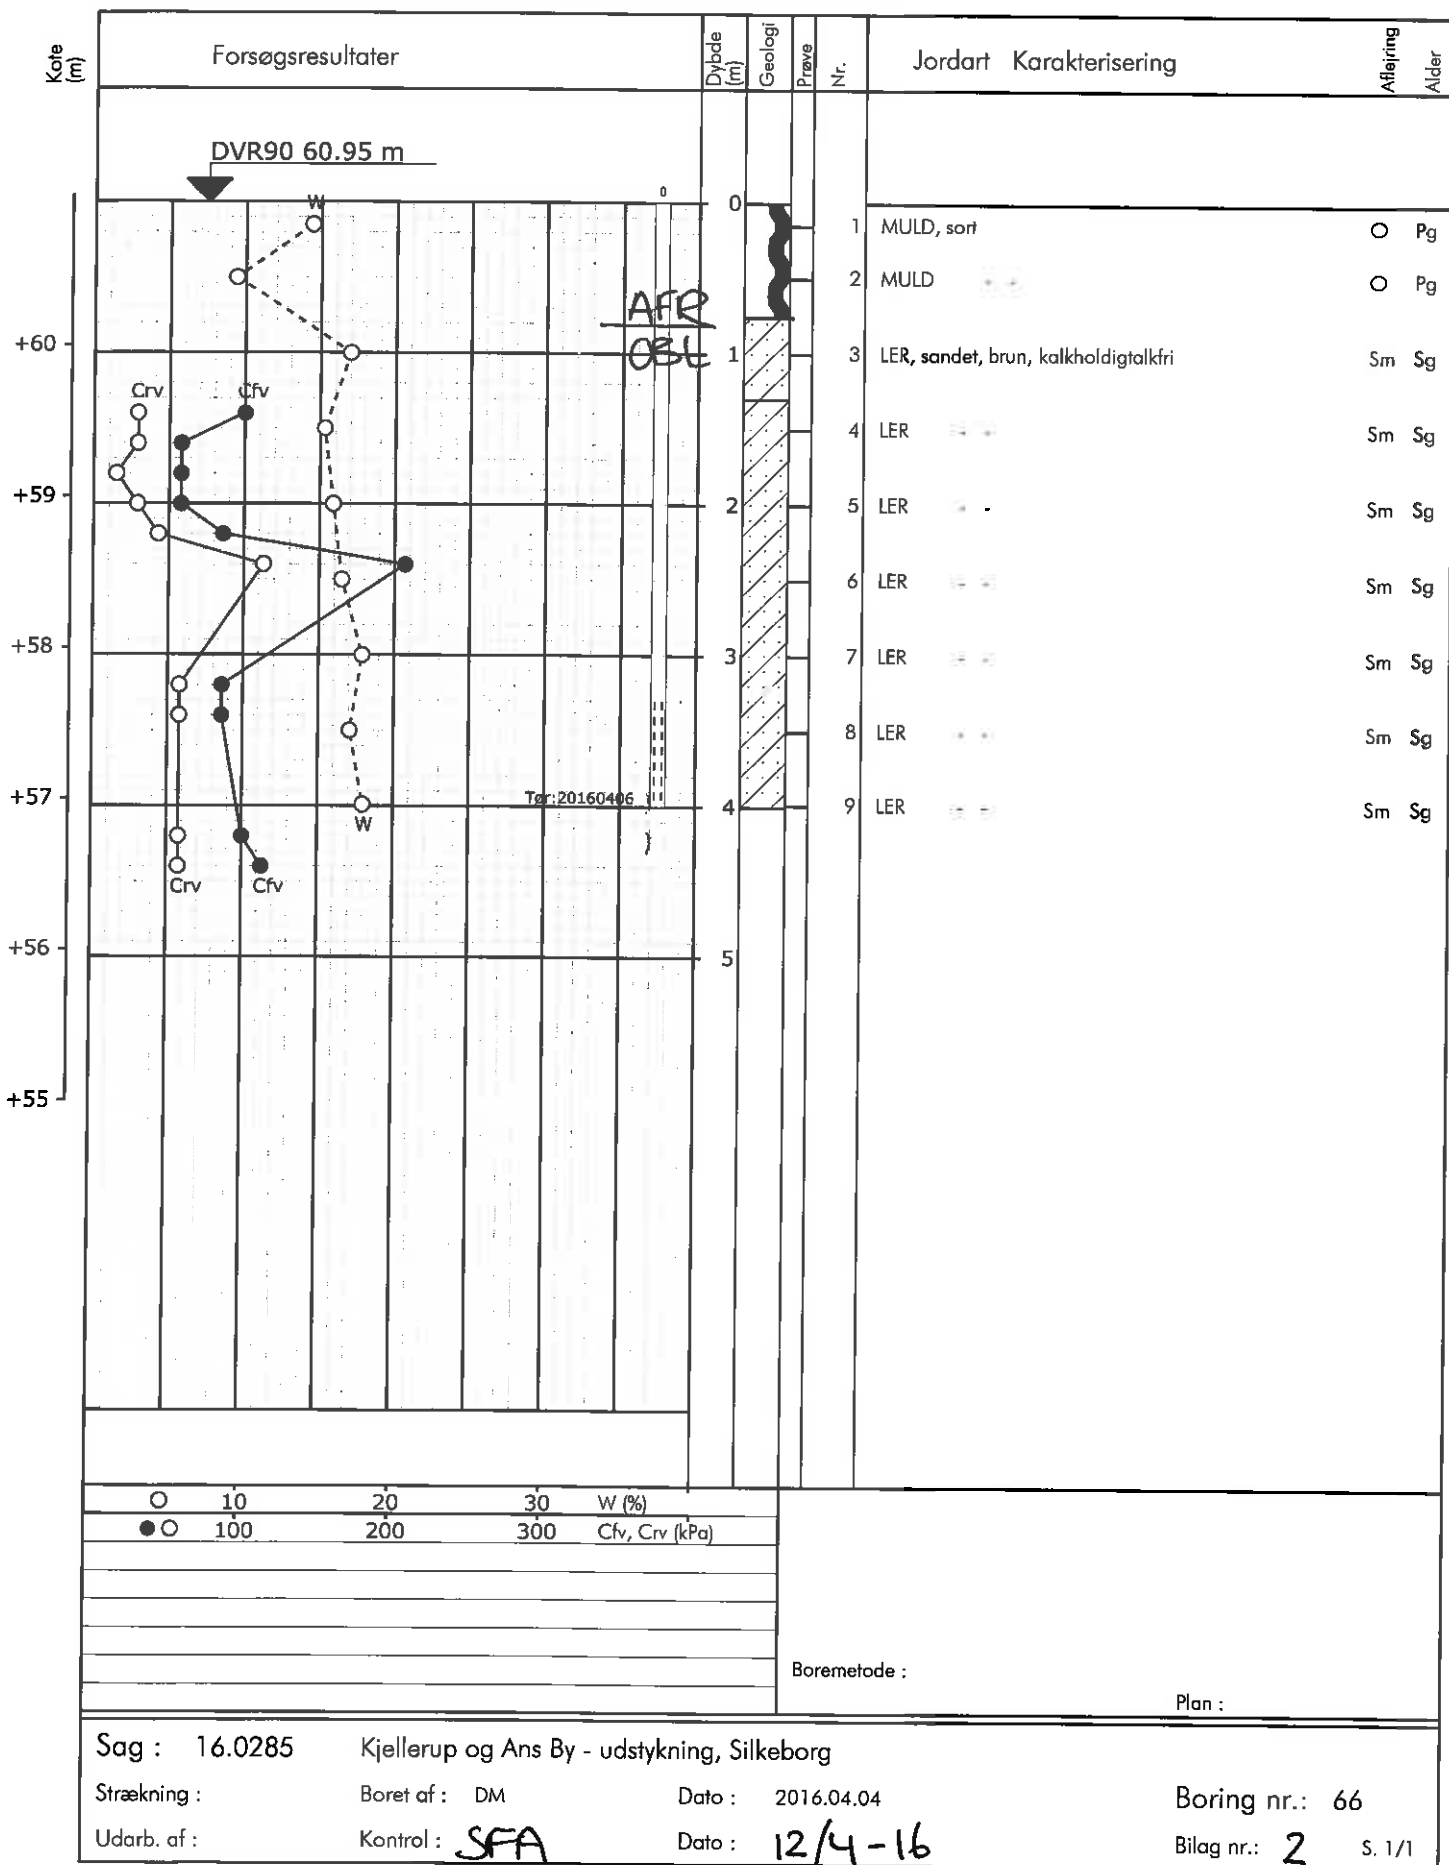 Kote (m) Forsøgsresultater Dybde (m) Geologi Prøve Nr. Jordart Karakterisering Aflejring Alder
DVR90 60.95 m
W 0 0
1 MULD, sort O Pg
2 MULD " " O Pg
AFR
+60 OBL 1 3 LER, sandet, brun, kalkholdigtalkfri Sm Sg
Crv Cfv
4 LER " " Sm Sg
+59 2 5 LER " " Sm Sg
6 LER " " Sm Sg
+58 3 7 LER " " Sm Sg
8 LER " " Sm Sg
+57 Tør:20160406 4 9 LER " " Sm Sg
W
Crv Cfv
+56 5
+55
10 20 30 W (%)
100 200 300 Cfv, Crv (kPa)
Boremetode :
Plan :
Sag : 16.0285 Kjellerup og Ans By - udstykning, Silkeborg
Strækning : Boret af : DM Dato : 2016.04.04 Boring nr.: 66
Udarb. af : Kontrol : SFA Dato : 12/4-16 Bilag nr.: 2 S. 1/1